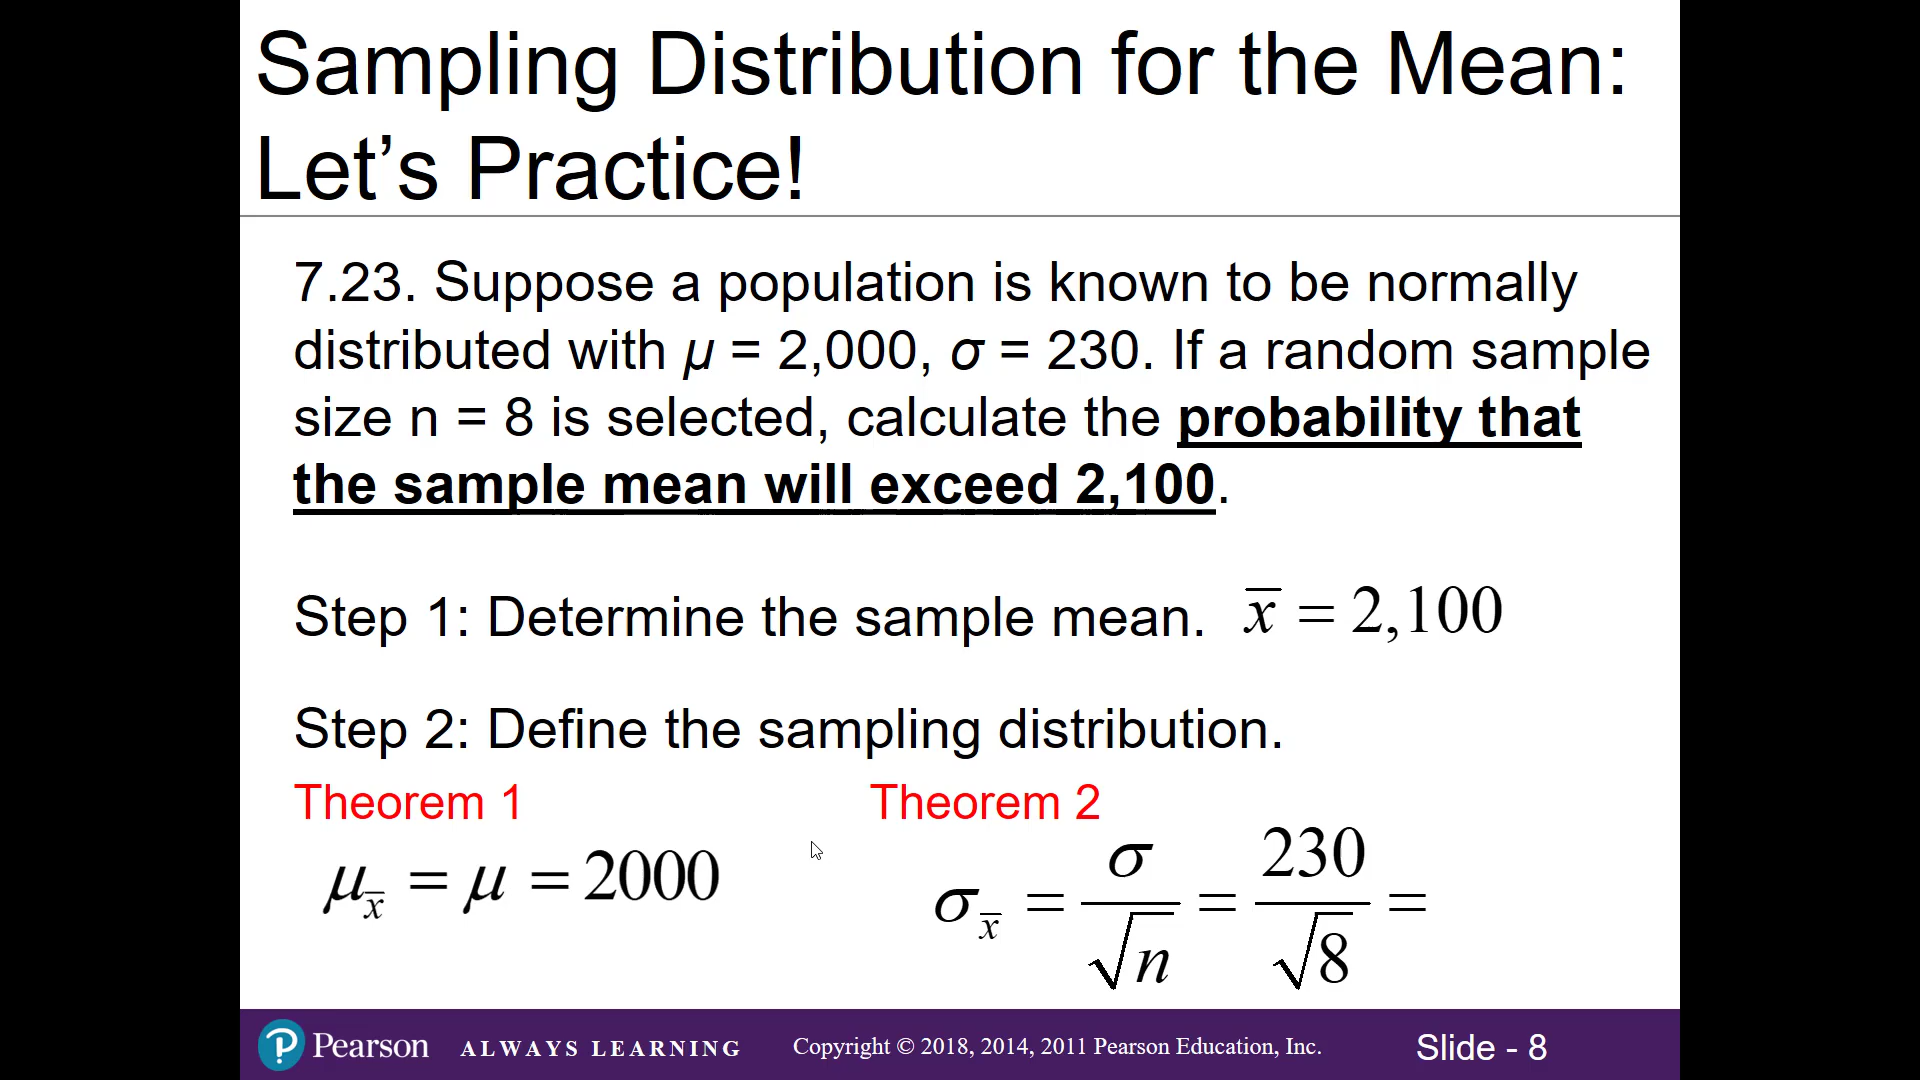 Sampling Distribution for the Mean:
Let’s Practice!
7.23. Suppose a population is known to be normally
distributed with μ = 2,000, σ = 230. If a random sample
size n = 8 is selected, calculate the probability that
the sample mean will exceed 2,100.
Step 1: Determine the sample mean. x̅ = 2,100
Step 2: Define the sampling distribution.
Theorem 1 Theorem 2
μx̅ = μ = 2000 σx̅ = σ/√n = 230/√8 =
Pearson ALWAYS LEARNING Copyright © 2018, 2014, 2011 Pearson Education, Inc. Slide - 8